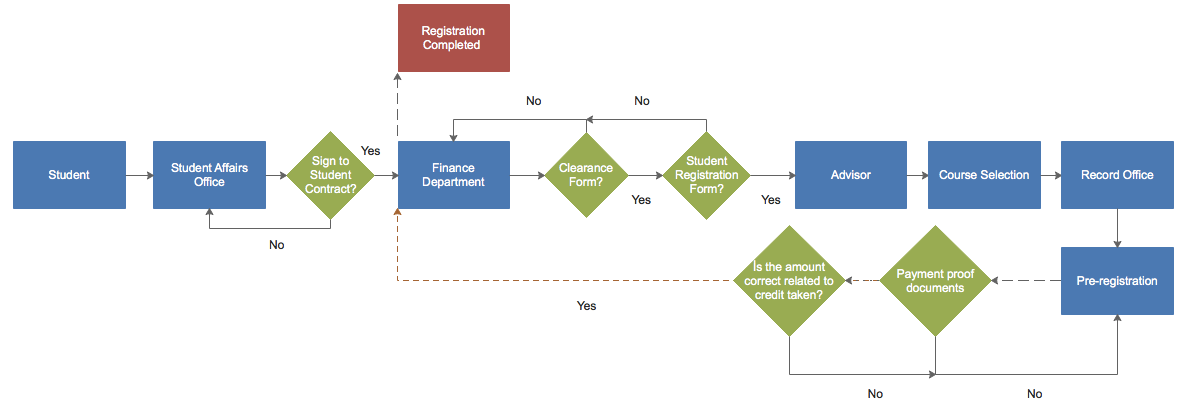 Registration
Completed
No
No
Student
Student Affairs
Office
Sign to
Student
Contract?
Yes
Finance
Department
Clearance
Form?
Yes
Student
Registration
Form?
Yes
Advisor
Course Selection
Record Office
No
Is the amount
correct related to
credit taken?
Payment proof
documents
Pre-registration
Yes
No
No